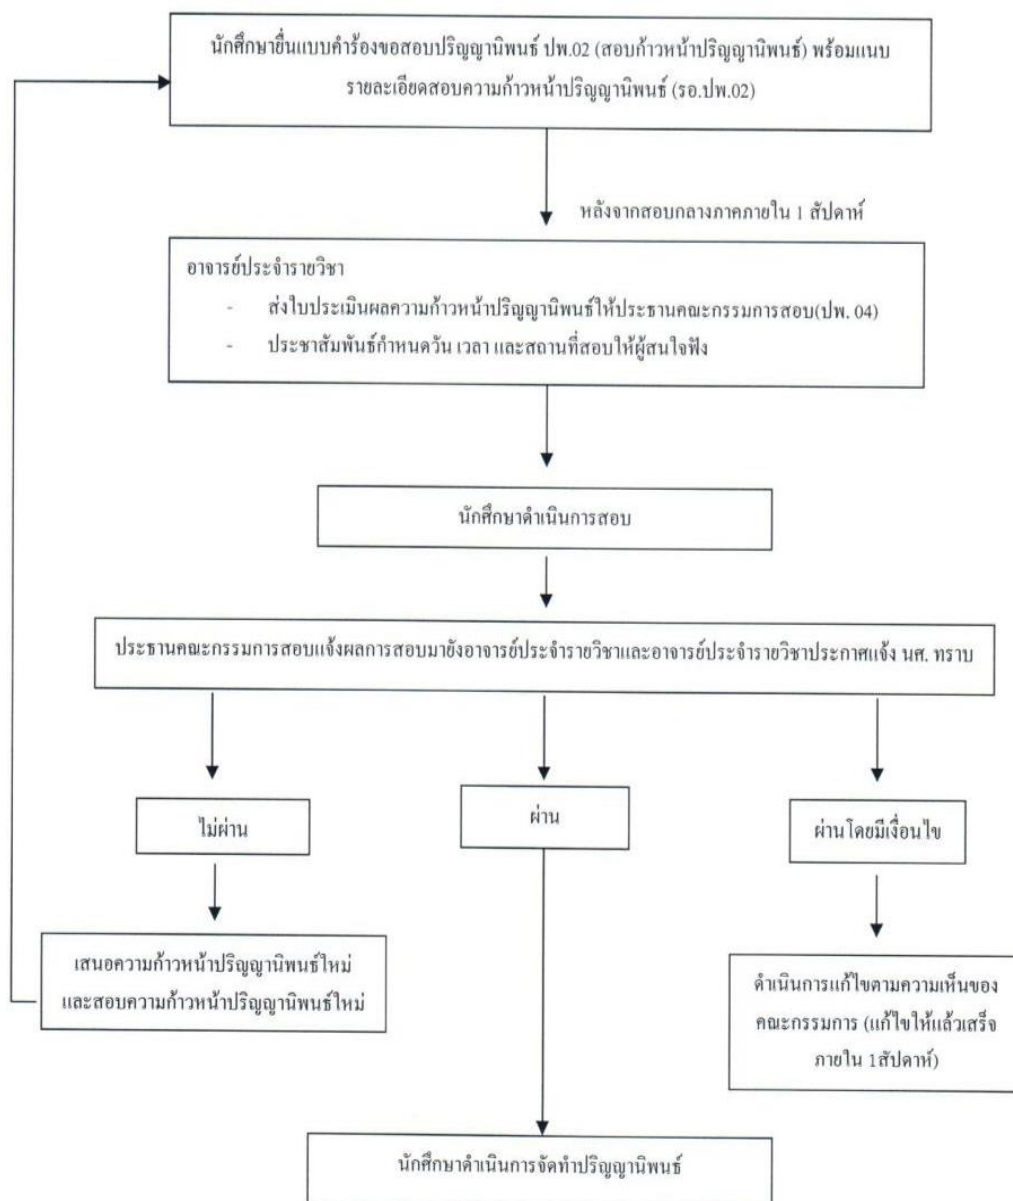 นักศึกษายื่นแบบคำร้องขอสอบปริญญานิพนธ์ ปพ.02 (สอบก้าวหน้าปริญญานิพนธ์) พร้อมแนบ
รายละเอียดสอบความก้าวหน้าปริญญานิพนธ์ (รอ.ปพ.02)
หลังจากสอบกลางภาคภายใน 1 สัปดาห์
อาจารย์ประจำรายวิชา
- ส่งใบประเมินผลความก้าวหน้าปริญญานิพนธ์ให้ประธานคณะกรรมการสอบ(ปพ. 04)
- ประชาสัมพันธ์กำหนดวัน เวลา และสถานที่สอบให้ผู้สนใจฟัง
นักศึกษาดำเนินการสอบ
ประธานคณะกรรมการสอบแจ้งผลการสอบมายังอาจารย์ประจำรายวิชาและอาจารย์ประจำรายวิชาประกาศแจ้ง นศ. ทราบ
ไม่ผ่าน
ผ่าน
ผ่านโดยมีเงื่อนไข
เสนอความก้าวหน้าปริญญานิพนธ์ใหม่
และสอบความก้าวหน้าปริญญานิพนธ์ใหม่
ดำเนินการแก้ไขตามความเห็นของ
คณะกรรมการ (แก้ไขให้แล้วเสร็จ
ภายใน 1สัปดาห์)
นักศึกษาดำเนินการจัดทำปริญญานิพนธ์